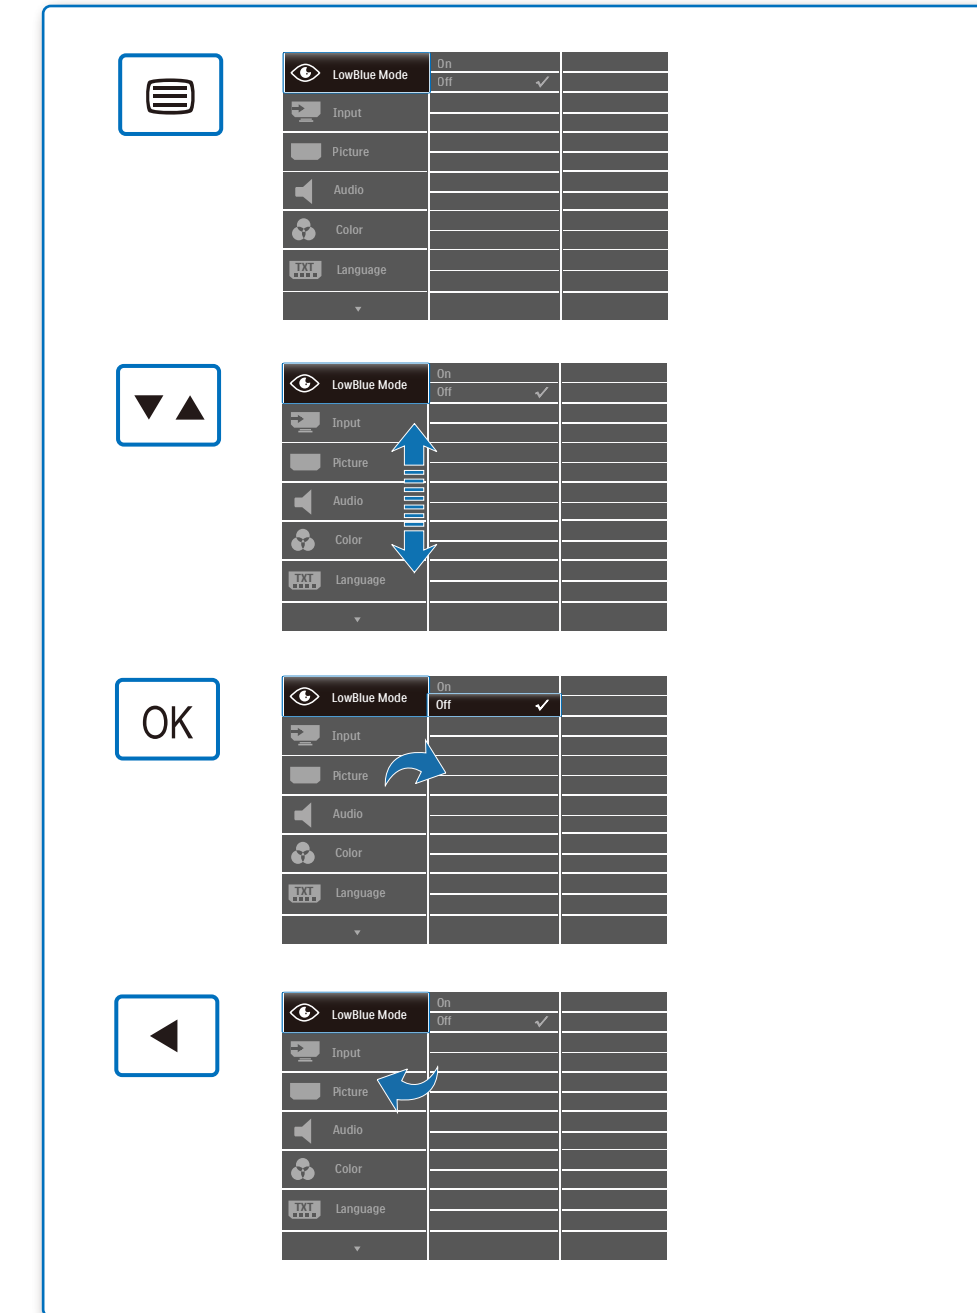 LowBlue Mode
On
Off
Input
Picture
Audio
Color
TXT
Language
LowBlue Mode
On
Off
Input
Picture
Audio
Color
TXT
Language
OK
LowBlue Mode
On
Off
Input
Picture
Audio
Color
TXT
Language
LowBlue Mode
On
Off
Input
Picture
Audio
Color
TXT
Language